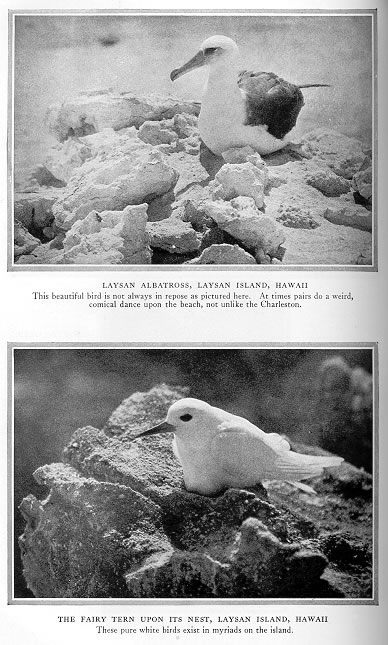 LAYSAN ALBATROSS, LAYSAN ISLAND, HAWAII
This beautiful bird is not always in repose as pictured here. At times pairs do a weird,
comical dance upon the beach, not unlike the Charleston.
THE FAIRY TERN UPON ITS NEST, LAYSAN ISLAND, HAWAII
These pure white birds exist in myriads on the island.